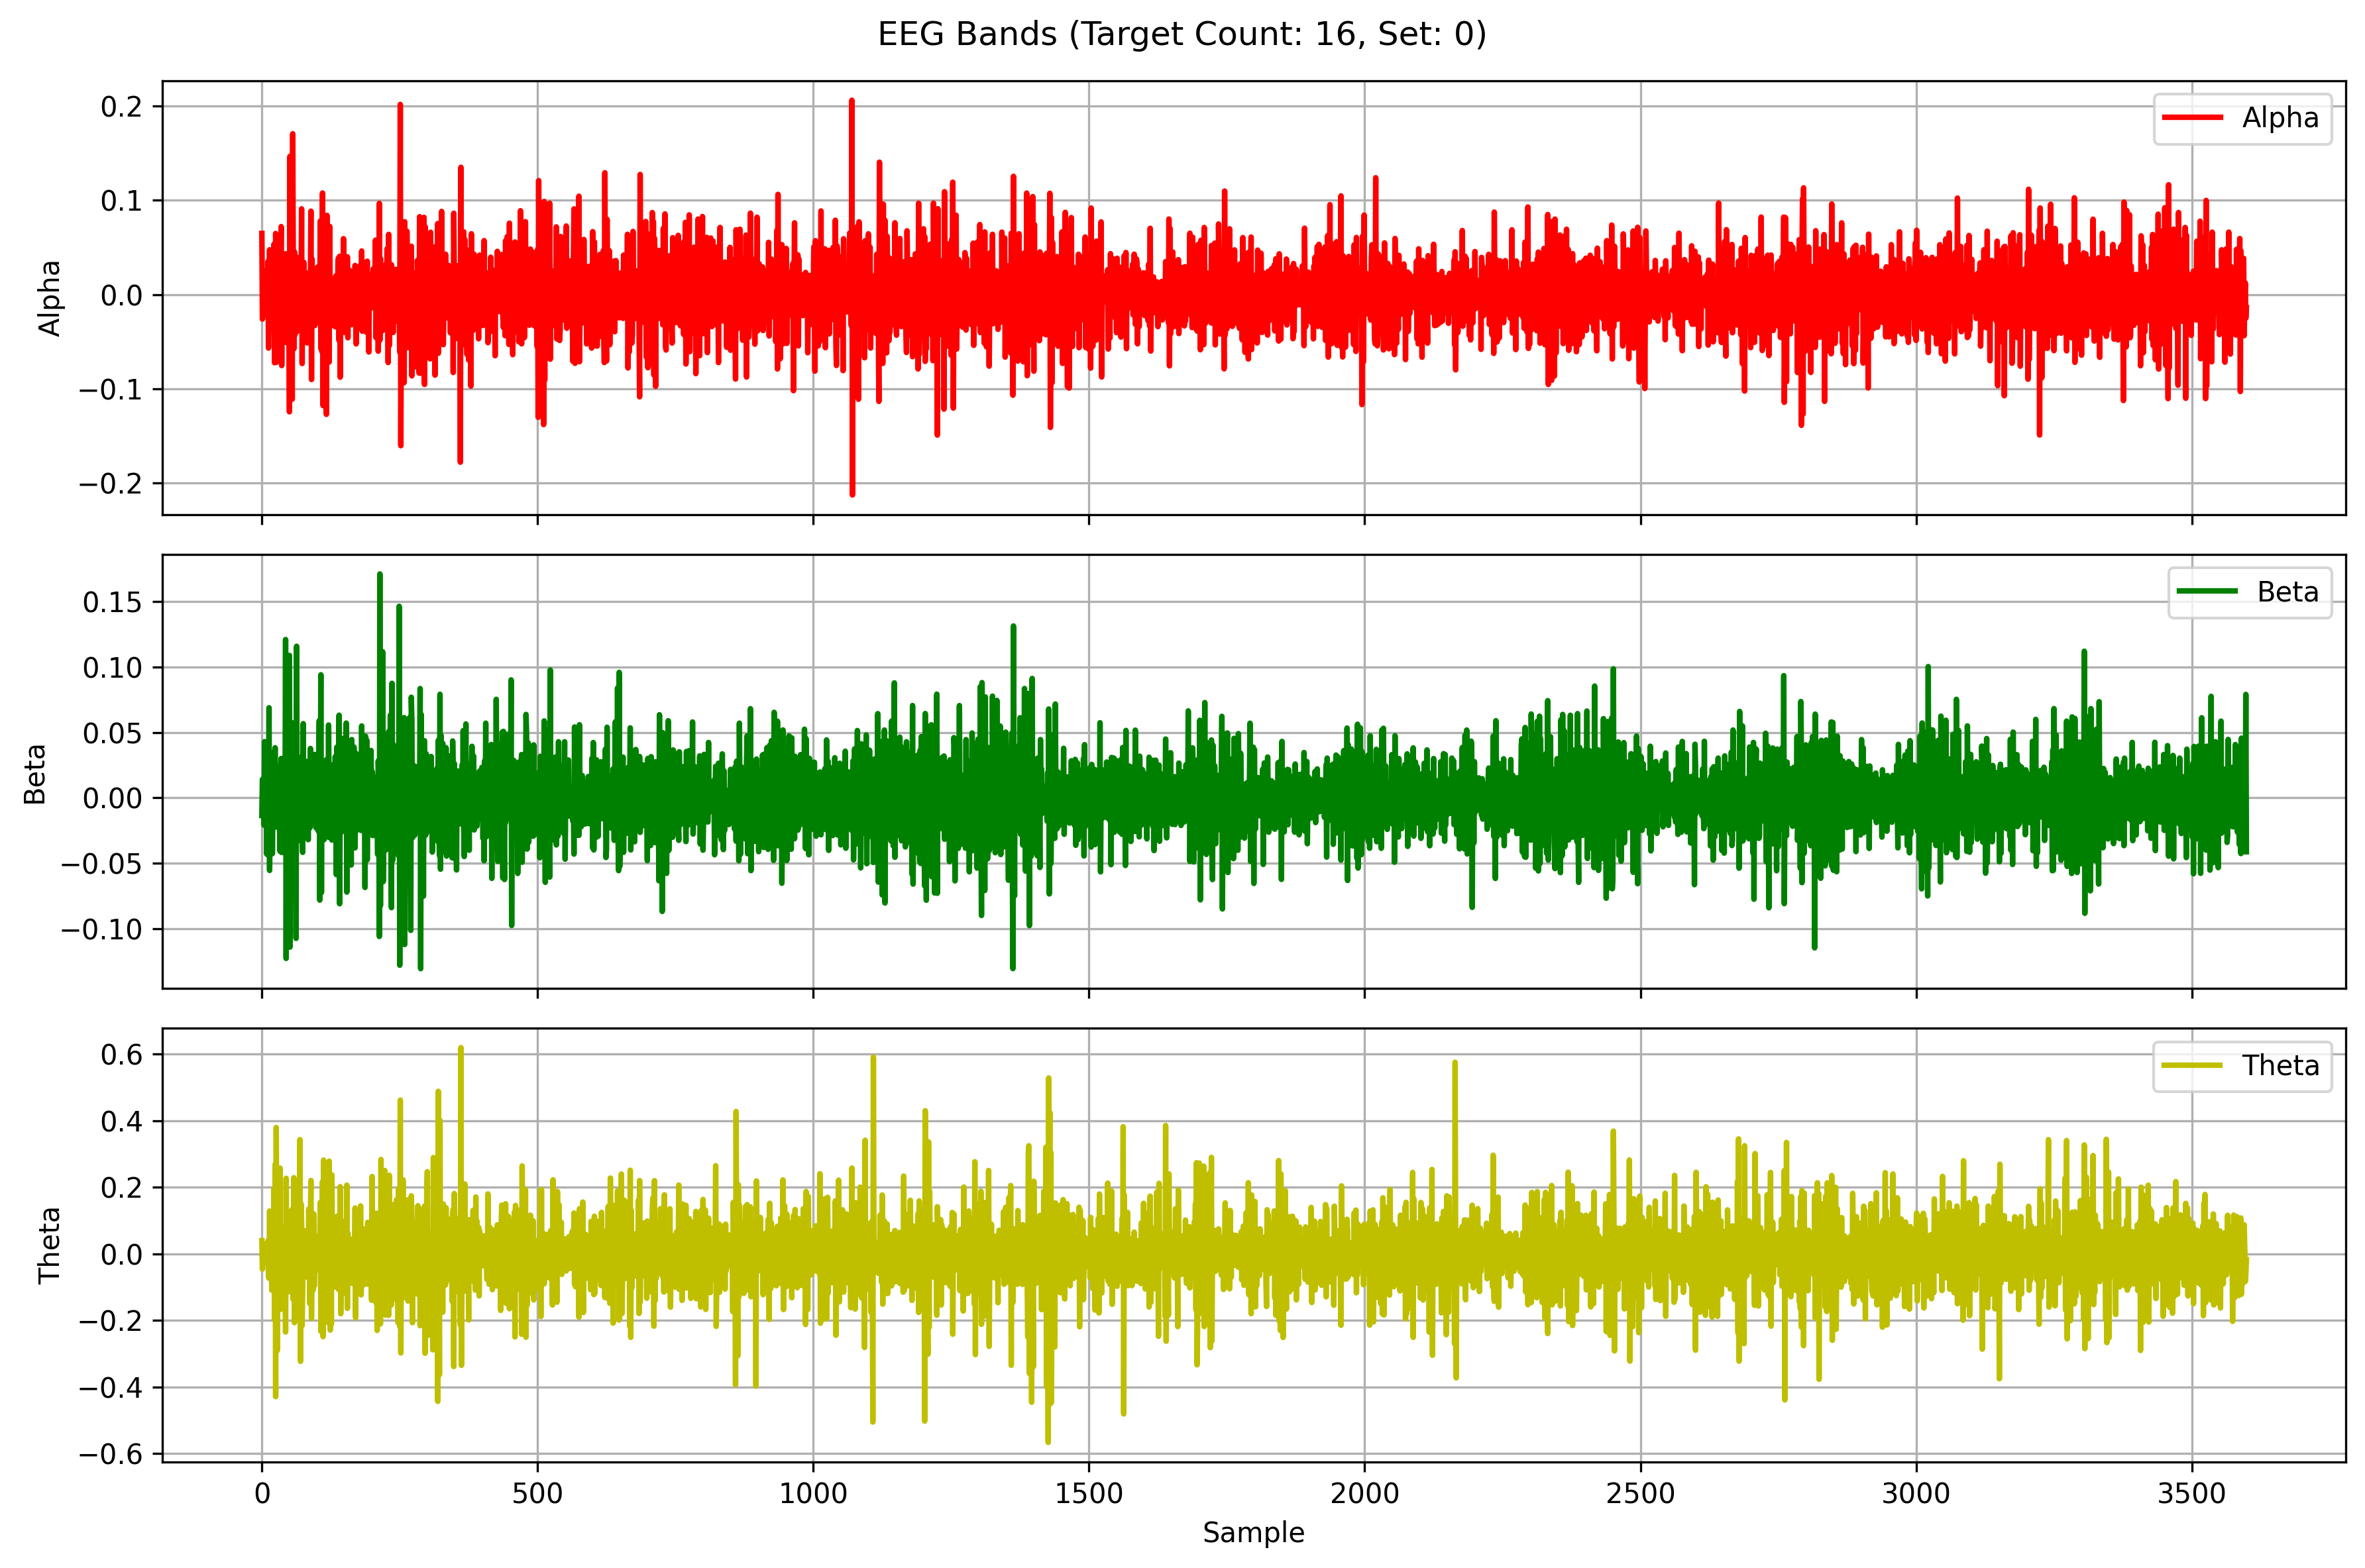 EEG Bands (Target Count: 16, Set: 0)
0.2
0.1
0.0
−0.1
−0.2
Alpha
Alpha
0.15
0.10
0.05
0.00
−0.05
−0.10
Beta
Beta
0.6
0.4
0.2
0.0
−0.2
−0.4
−0.6
Theta
Theta
0 500 1000 1500 2000 2500 3000 3500
Sample